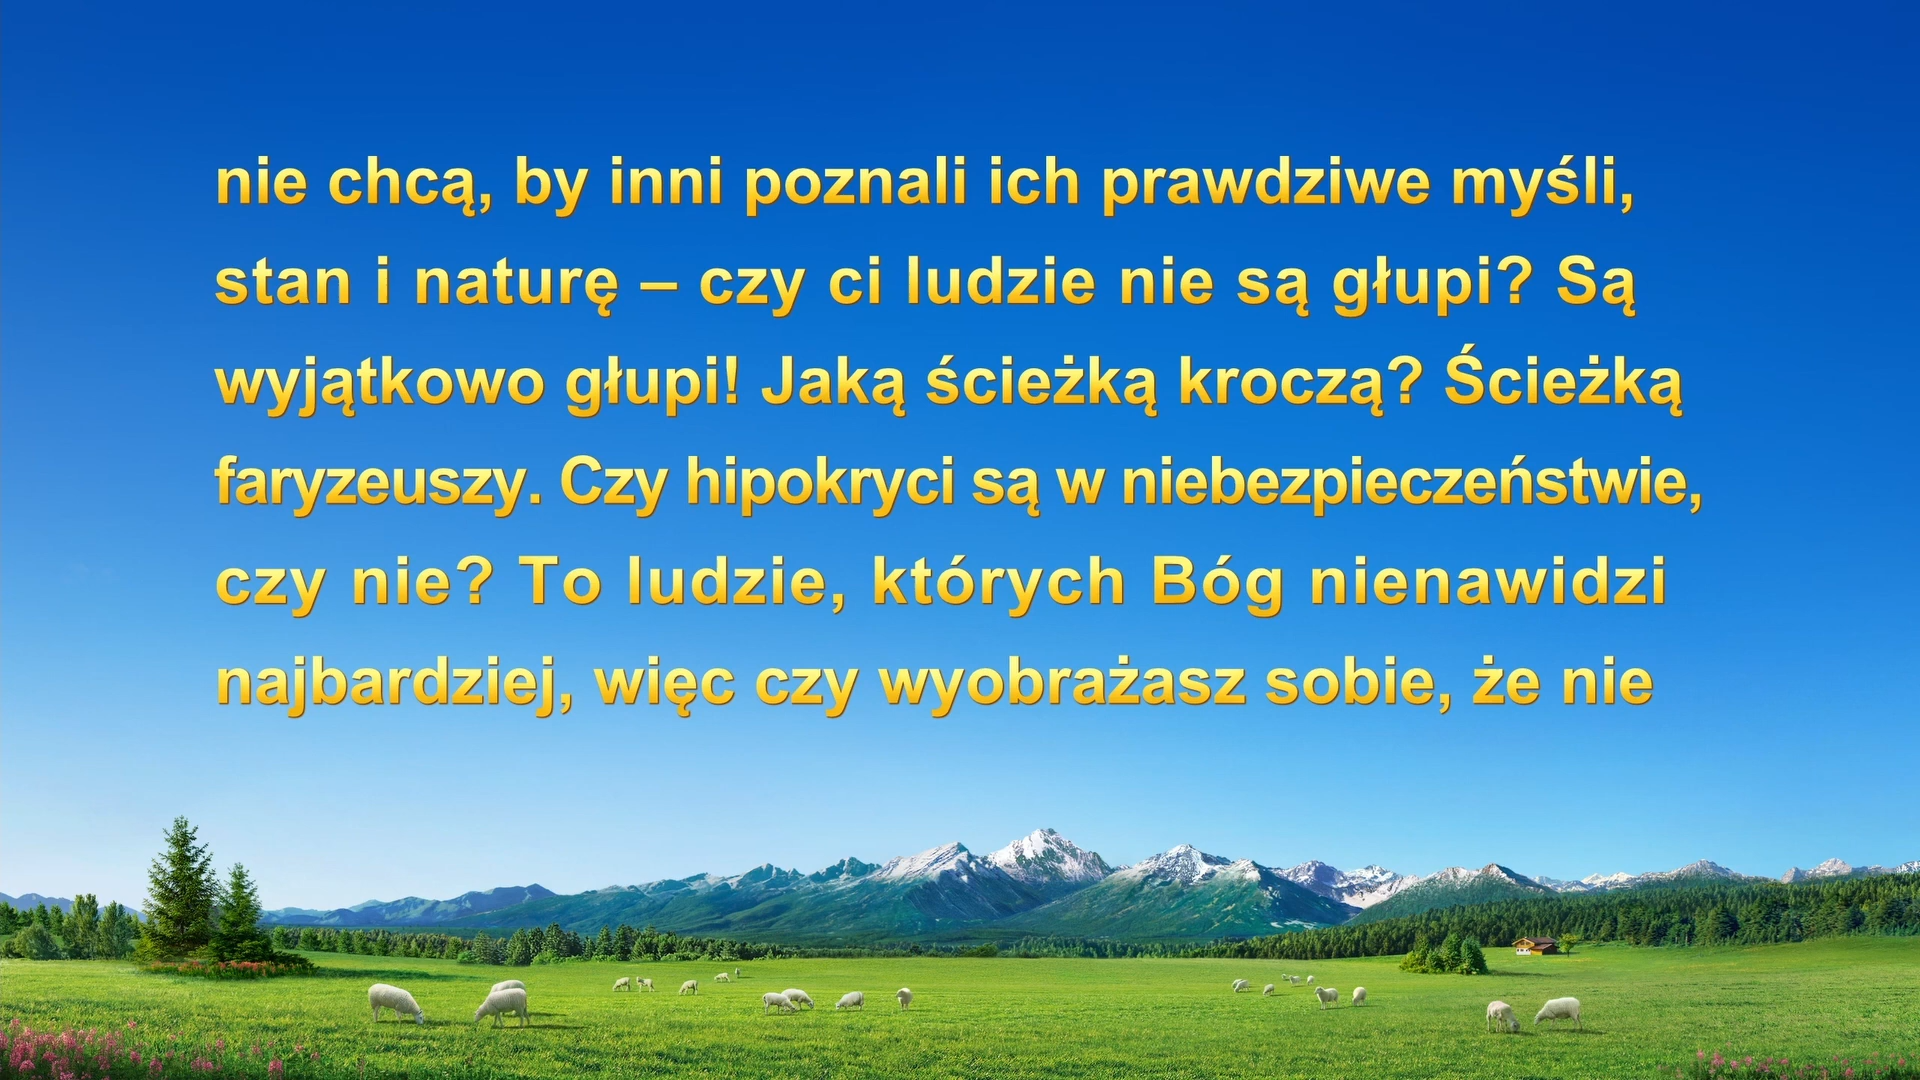 nie chcą, by inni poznali ich prawdziwe myśli,
stan i naturę – czy ci ludzie nie są głupi? Są
wyjątkowo głupi! Jaką ścieżką kroczą? Ścieżką
faryzeuszy. Czy hipokryci są w niebezpieczeństwie,
czy nie? To ludzie, których Bóg nienawidzi
najbardziej, więc czy wyobrażasz sobie, że nie